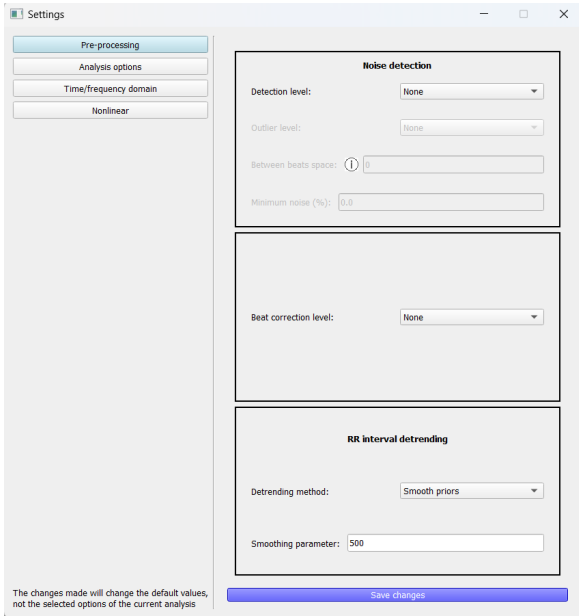 Settings
Pre-processing
Analysis options
Time/frequency domain
Nonlinear
Noise detection
Detection level: None
Outlier level: None
Between beats space: i 0
Minimum noise (%): 0.0
Beat correction level: None
RR interval detrending
Detrending method: Smooth priors
Smoothing parameter: 500
The changes made will change the default values,
not the selected options of the current analysis
Save changes